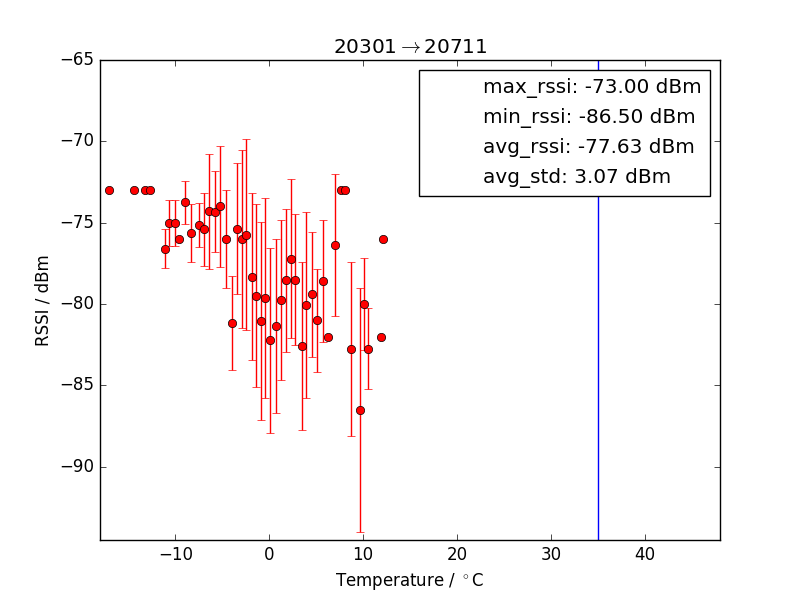 20301→20711
max_rssi: -73.00 dBm
min_rssi: -86.50 dBm
avg_rssi: -77.63 dBm
avg_std: 3.07 dBm
RSSI / dBm
−65
−70
−75
−80
−85
−90
−10 0 10 20 30 40
Temperature / °C